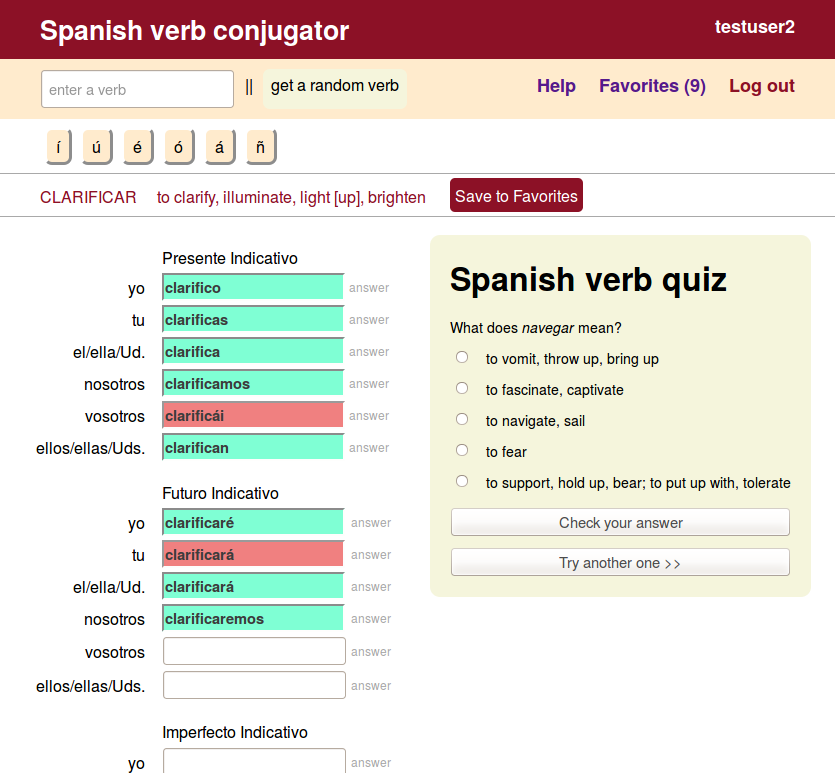 Spanish verb conjugator
testuser2
enter a verb || get a random verb Help Favorites (9) Log out
í ú é ó á ñ
CLARIFICAR to clarify, illuminate, light [up], brighten Save to Favorites
Presente Indicativo
yo clarifico answer
tu clarificas answer
el/ella/Ud. clarifica answer
nosotros clarificamos answer
vosotros clarificái answer
ellos/ellas/Uds. clarifican answer
Futuro Indicativo
yo clarificaré answer
tu clarificará answer
el/ella/Ud. clarificará answer
nosotros clarificaremos answer
vosotros answer
ellos/ellas/Uds. answer
Imperfecto Indicativo
yo answer
Spanish verb quiz
What does navegar mean?
to vomit, throw up, bring up
to fascinate, captivate
to navigate, sail
to fear
to support, hold up, bear; to put up with, tolerate
Check your answer
Try another one >>